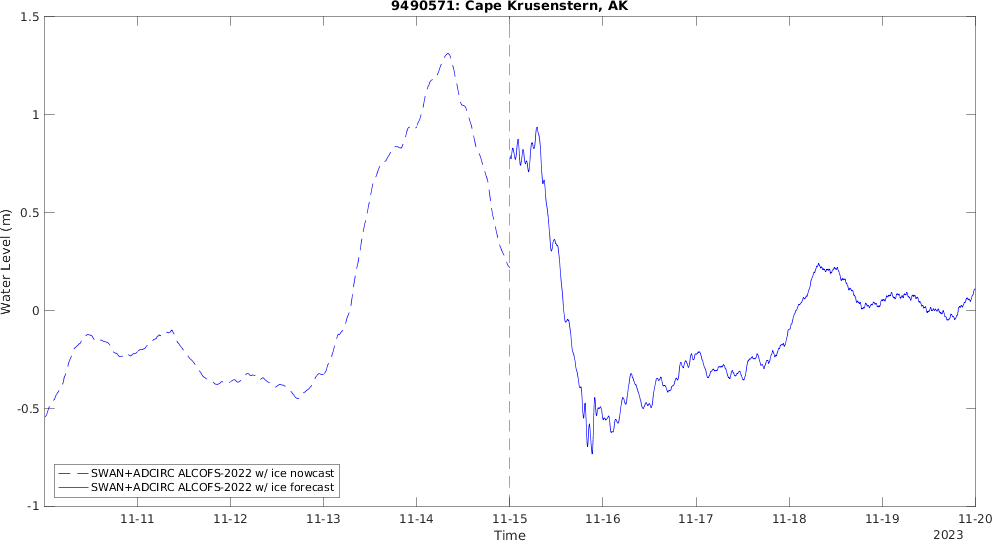 9490571: Cape Krusenstern, AK
1.5
1
0.5
0
-0.5
-1
Water Level (m)
SWAN+ADCIRC ALCOFS-2022 w/ ice nowcast
SWAN+ADCIRC ALCOFS-2022 w/ ice forecast
11-11 11-12 11-13 11-14 11-15 11-16 11-17 11-18 11-19 11-20
Time
2023